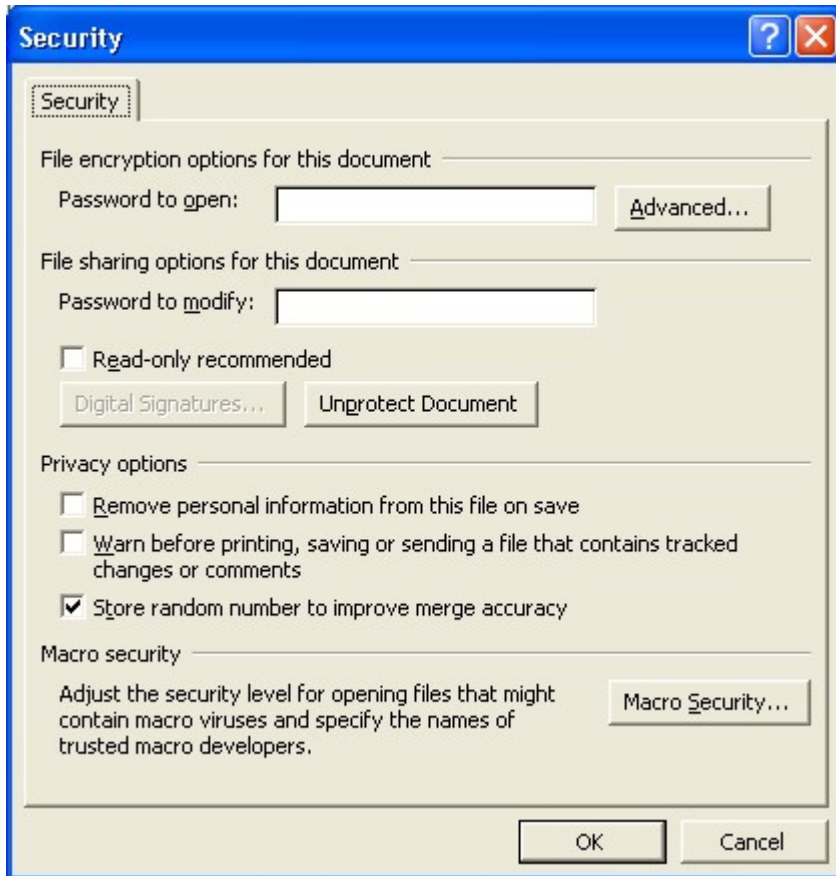 Security
Security
File encryption options for this document
Password to open:
Advanced...
File sharing options for this document
Password to modify:
Read-only recommended
Digital Signatures...
Unprotect Document
Privacy options
Remove personal information from this file on save
Warn before printing, saving or sending a file that contains tracked
changes or comments
Store random number to improve merge accuracy
Macro security
Adjust the security level for opening files that might
contain macro viruses and specify the names of
trusted macro developers.
Macro Security...
OK
Cancel